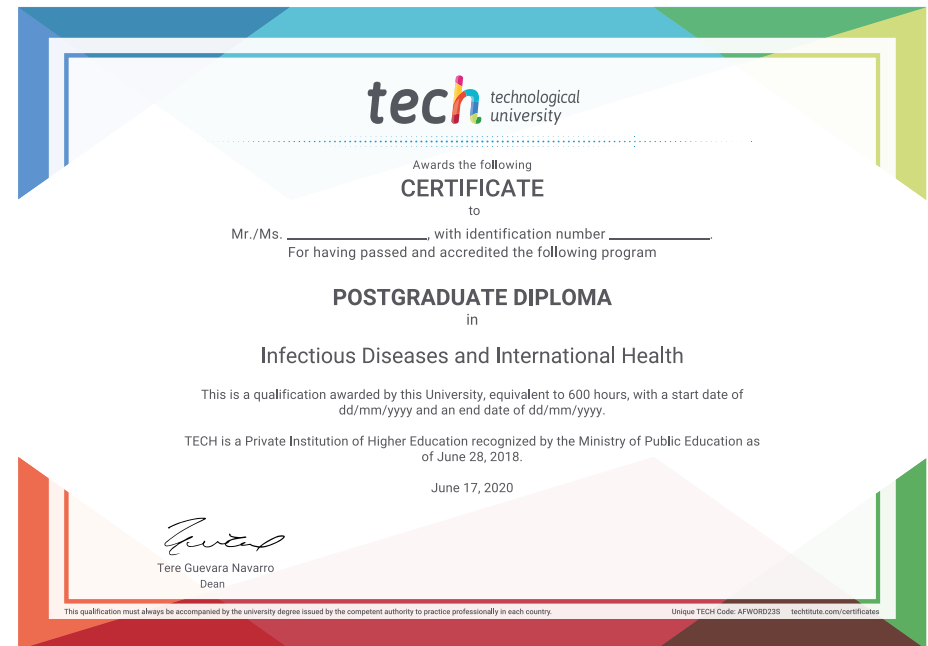 tech technological
university
Awards the following
CERTIFICATE
to
Mr./Ms. ____________________, with identification number ______________.
For having passed and accredited the following program
POSTGRADUATE DIPLOMA
in
Infectious Diseases and International Health
This is a qualification awarded by this University, equivalent to 600 hours, with a start date of
dd/mm/yyyy and an end date of dd/mm/yyyy.
TECH is a Private Institution of Higher Education recognized by the Ministry of Public Education as
of June 28, 2018.
June 17, 2020
Tere Guevara Navarro
Dean
This qualification must always be accompanied by the university degree issued by the competent authority to practice professionally in each country.
Unique TECH Code: AFWORD23S techtitute.com/certificates